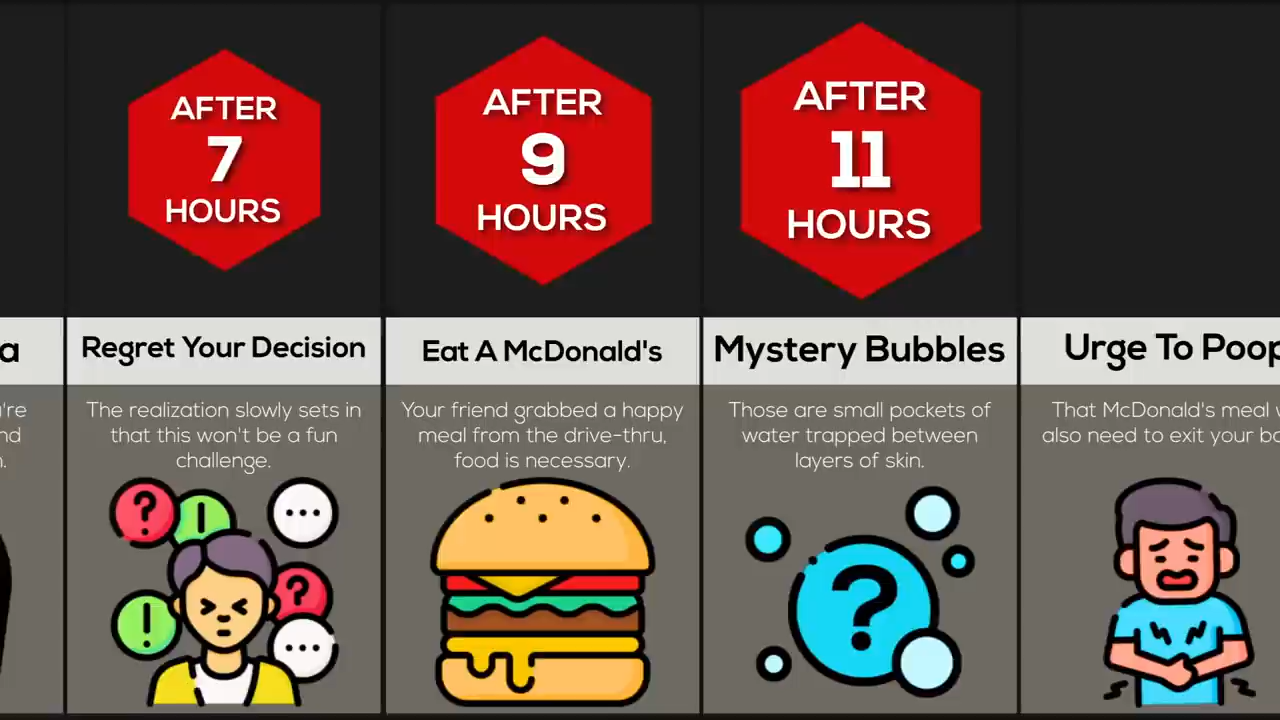 AFTER
7
HOURS
AFTER
9
HOURS
AFTER
11
HOURS
Regret Your Decision
Eat A McDonald's
Mystery Bubbles
Urge To Poop
The realization slowly sets in
that this won't be a fun
challenge.
Your friend grabbed a happy
meal from the drive-thru,
food is necessary.
Those are small pockets of
water trapped between
layers of skin.
That McDonald's meal
also need to exit your